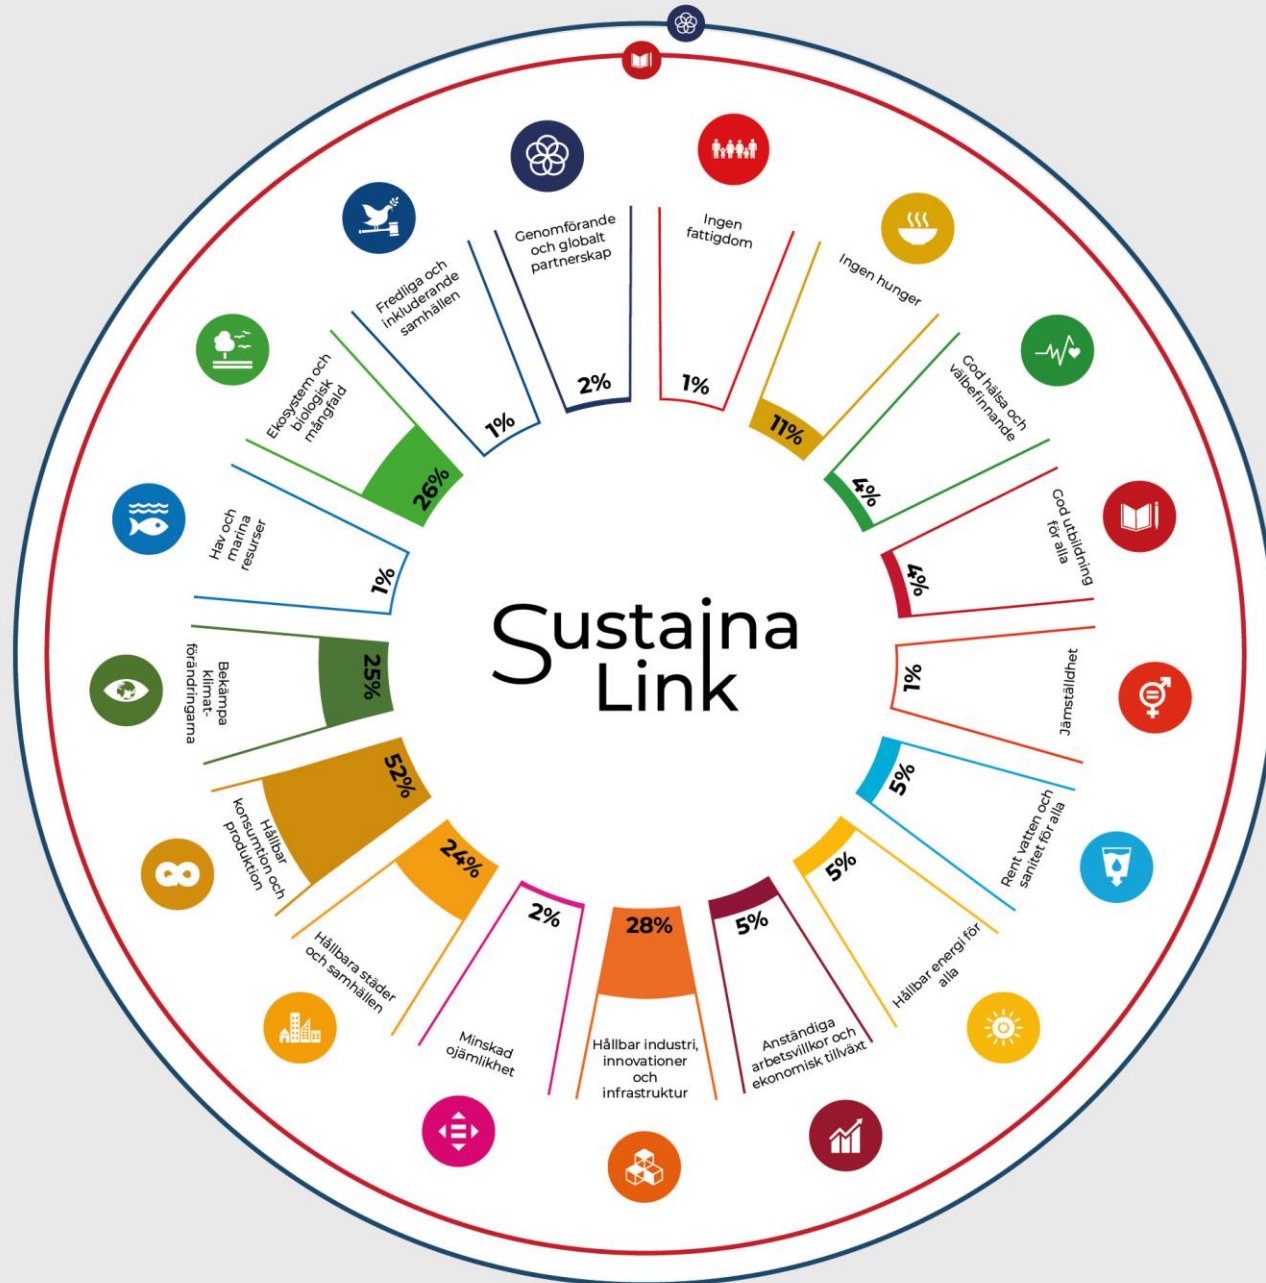 Sustaina
Link
Ingen
fattigdom
1%
Ingen hunger
11%
God hälsa och
välbefinnande
4%
God utbildning
för alla
4%
Jämställdhet
1%
Rent vatten och
sanitet för alla
5%
Hållbar energi för
alla
5%
Anständiga
arbetsvillkor och
ekonomisk tillväxt
5%
28%
Hållbar industri,
innovationer
och
infrastruktur
2%
Minskad
ojämlikhet
24%
Hållbara städer
och samhällen
52%
Hållbar
konsumtion och
produktion
25%
Bekämpa
klimat-
förändringarna
1%
Hav och
marina
resurser
26%
Ekosystem och
biologisk
mångfald
1%
Fredliga och
inkluderande
samhällen
Genomförande
och globalt
partnerskap
2%